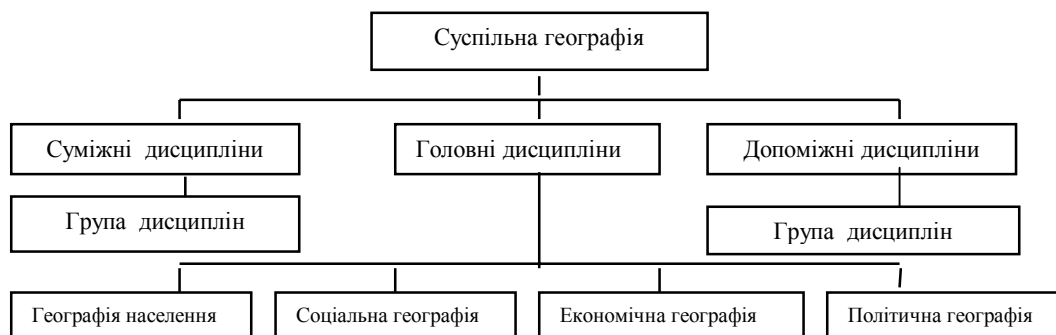 Суспільна географія
Суміжні дисципліни
Головні дисципліни
Допоміжні дисципліни
Група дисциплін
Група дисциплін
Географія населення
Соціальна географія
Економічна географія
Політична географія